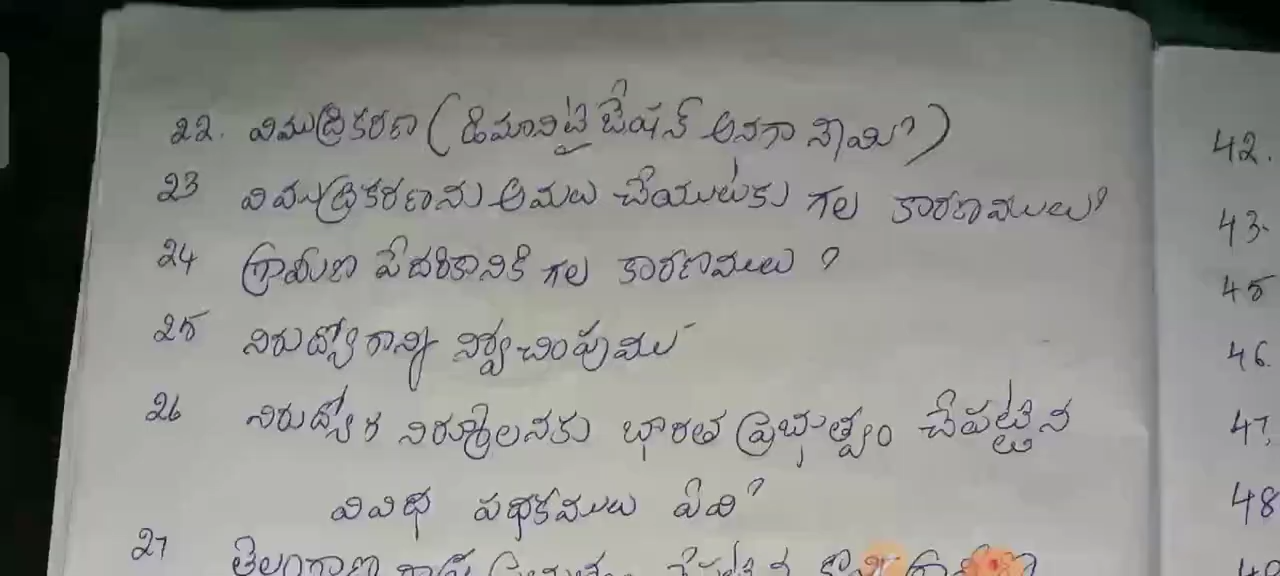 22. విముద్రికరణ (డిమానిటైజేషన్ అనగా నేమి?)
23 విముద్రికరణను అమలు చేయుటకు గల కారణములు?
24 గ్రామీణ పేదరికానికి గల కారణములు ?
25 నిరుద్యోగాన్ని నిర్వచింపుము
26 నిరుద్యోగ నిర్మూలనకు భారత ప్రభుత్వం చేపట్టిన
వివిధ పథకములు ఏవి?
27 తెలంగాణ
42.
43.
45
46.
47.
48